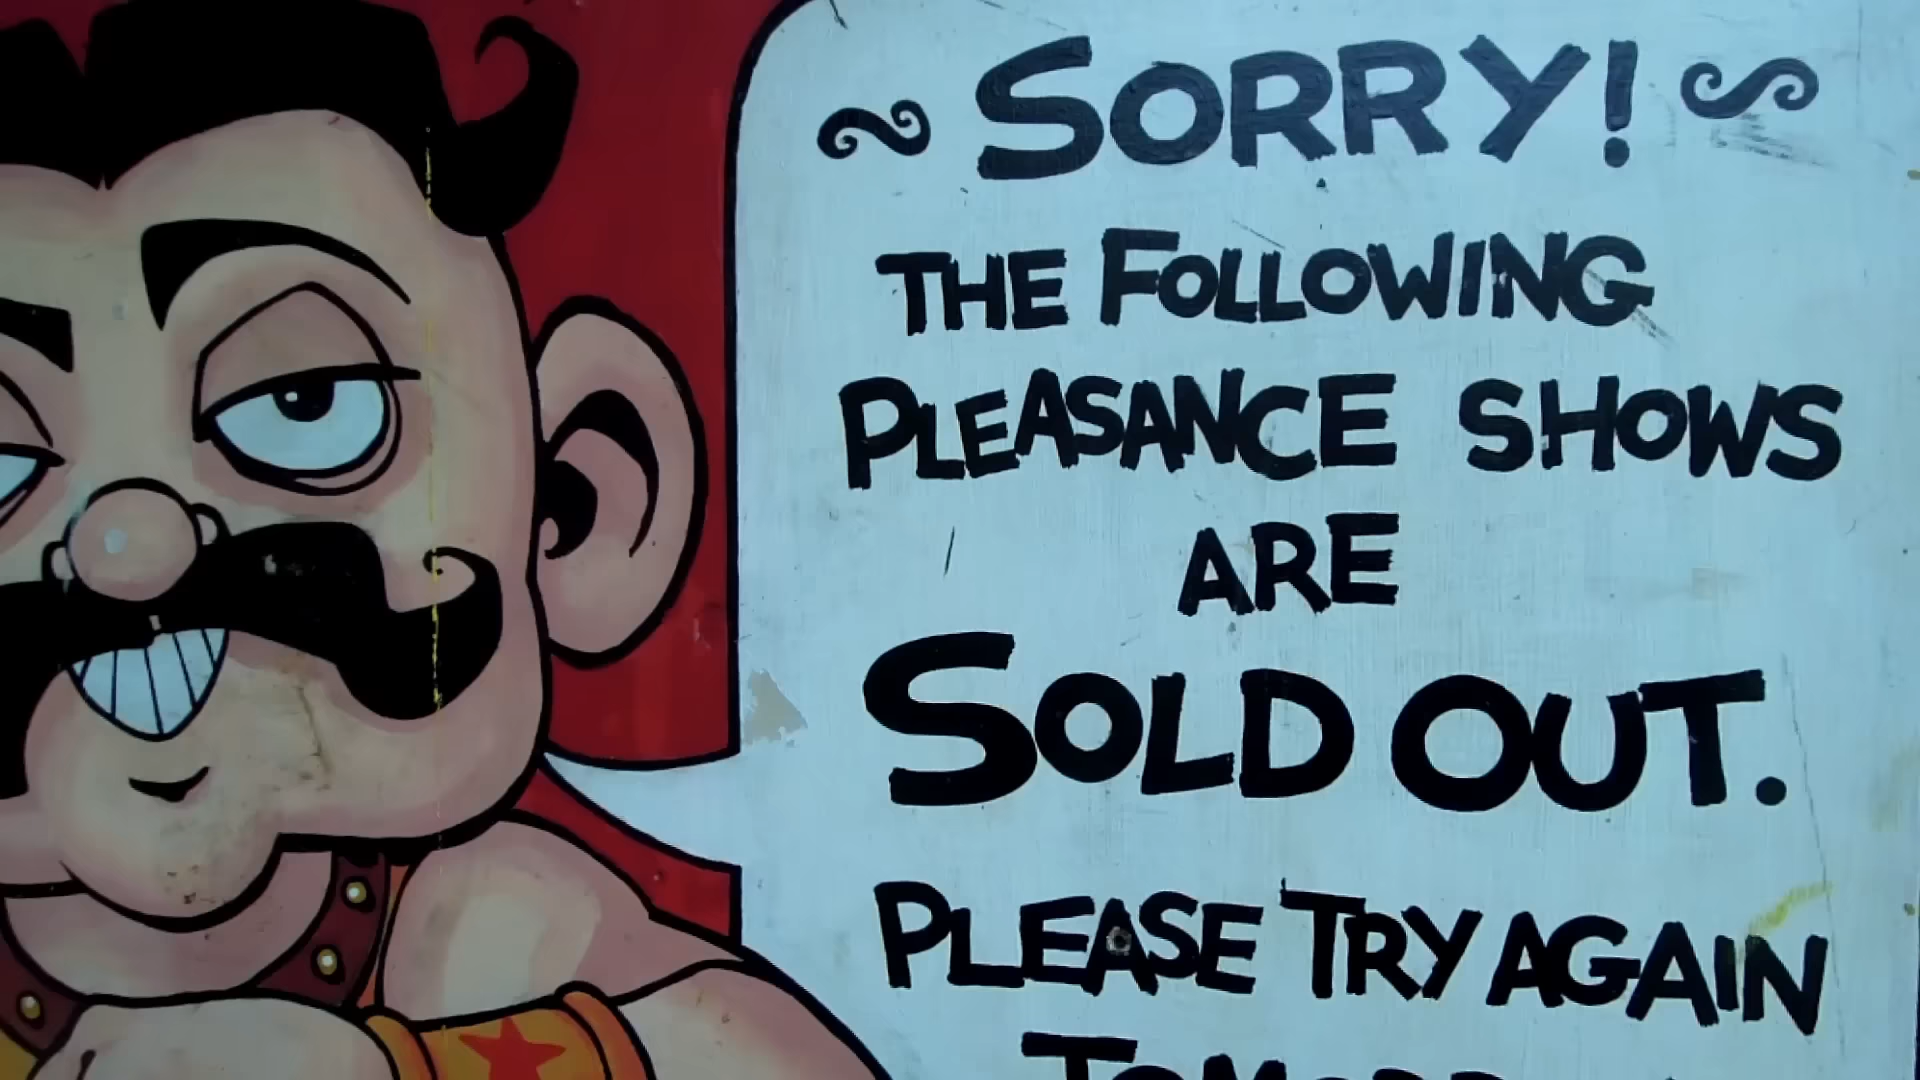 SORRY!
THE FOLLOWING
PLEASANCE SHOWS
ARE
SOLD OUT.
PLEASE TRY AGAIN